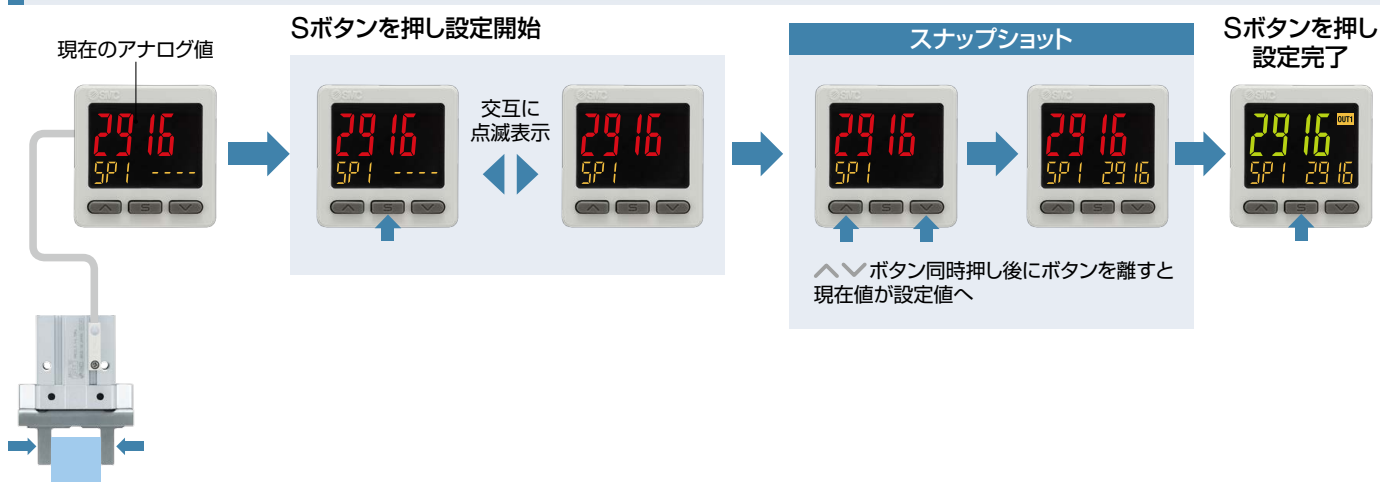 現在のアナログ値
2916
SP1 ----
Sボタンを押し設定開始
2916
SP1 ----
S
交互に
点滅表示
2916
SP1
S
スナップショット
2916
SP1
S
2916
SP1 2916
S
ボタン同時押し後にボタンを離すと
現在値が設定値へ
Sボタンを押し
設定完了
2916 OUT1
SP1 2916
S